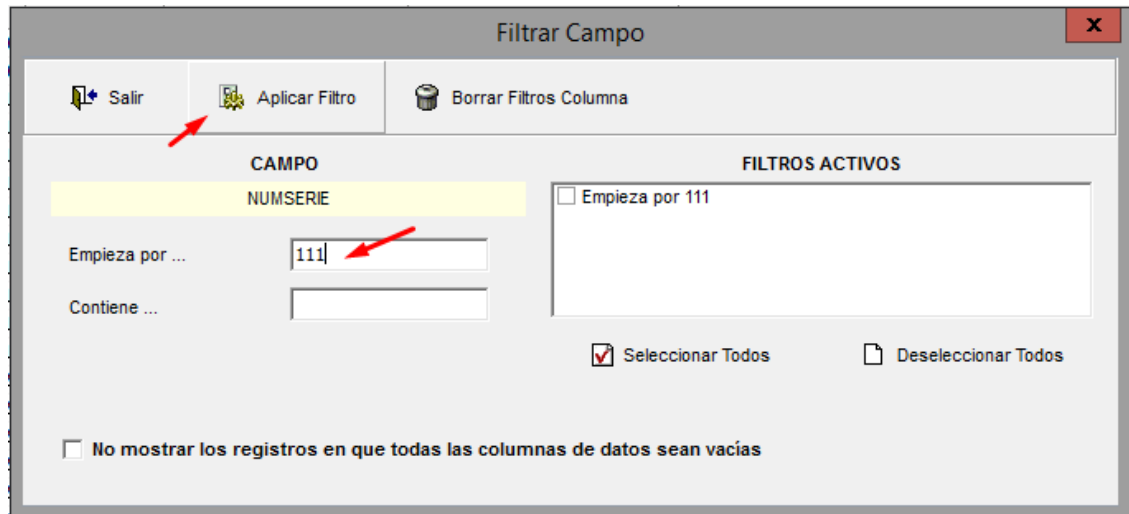 Filtrar Campo
x
Salir
Aplicar Filtro
Borrar Filtros Columna
CAMPO
NUMSERIE
Empieza por ...
111
Contiene ...
FILTROS ACTIVOS
Empieza por 111
Seleccionar Todos
Deseleccionar Todos
No mostrar los registros en que todas las columnas de datos sean vacías